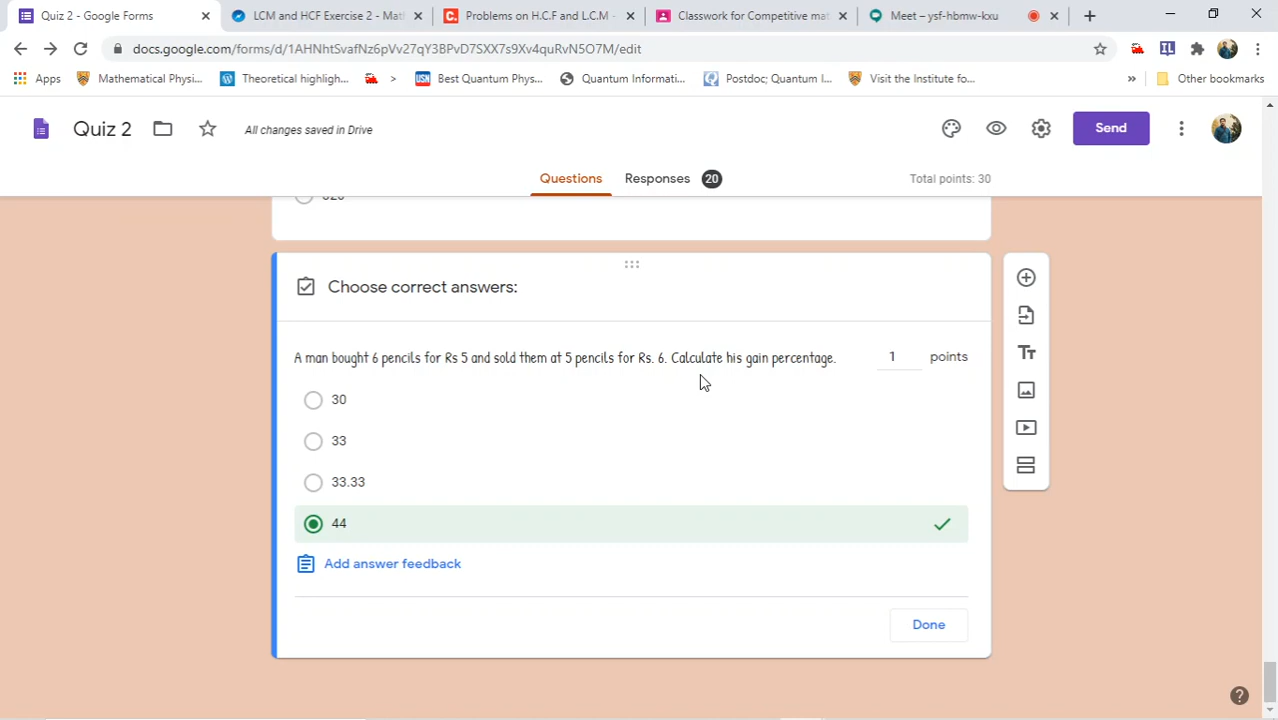 Quiz 2 - Google Forms
LCM and HCF Exercise 2 - Mat
Problems on H.C.F and L.C.M -
Classwork for Competitive mat
Meet – ysf-hbmw-kxu
docs.google.com/forms/d/1AHNhtSvafNz6pVv27qY3BPvD7SXX7s9Xv4quRvN5O7M/edit
IL
Apps
Mathematical Physi...
Theoretical highligh...
>
USN
Best Quantum Phys...
Quantum Informati...
Postdoc; Quantum I...
Visit the Institute fo...
»
Other bookmarks
Quiz 2
All changes saved in Drive
Send
Questions
Responses
20
Total points: 30
Choose correct answers:
A man bought 6 pencils for Rs 5 and sold them at 5 pencils for Rs. 6. Calculate his gain percentage.
1 points
30
33
33.33
44
Add answer feedback
Done